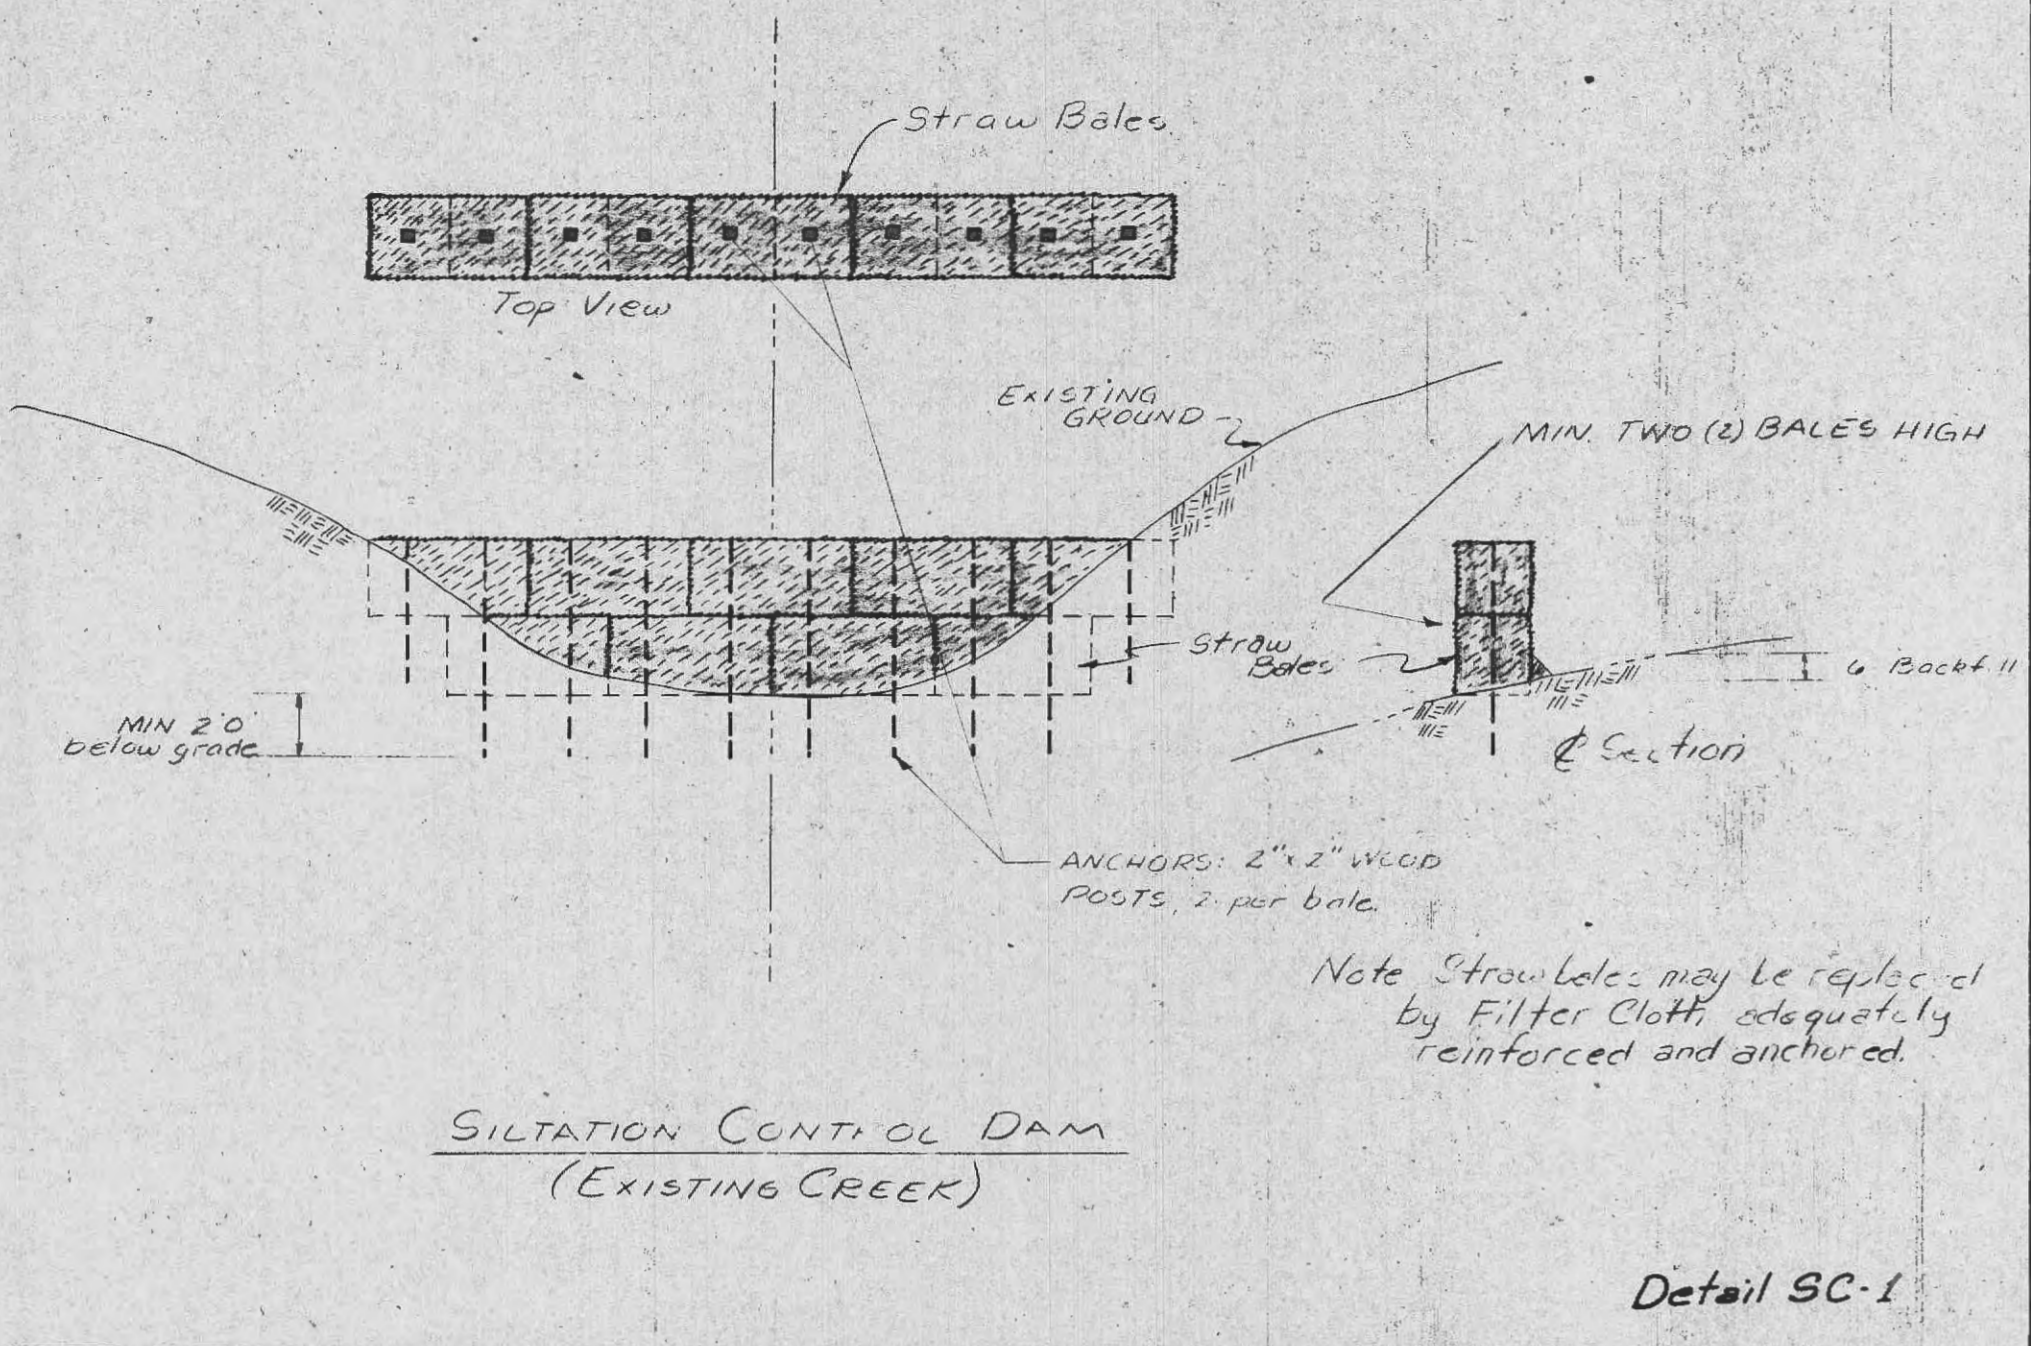 Straw Bales
Top View
EXISTING
GROUND
MIN. TWO (2) BALES HIGH
Straw
Bales
MIN 2'0"
below grade
6 Backfill
℄ Section
ANCHORS: 2"x2" WOOD
POSTS, 2 per bale.
Note Straw bales may be replaced
by Filter Cloth, adequately
reinforced and anchored.
SILTATION CONTROL DAM
(EXISTING CREEK)
Detail SC-1